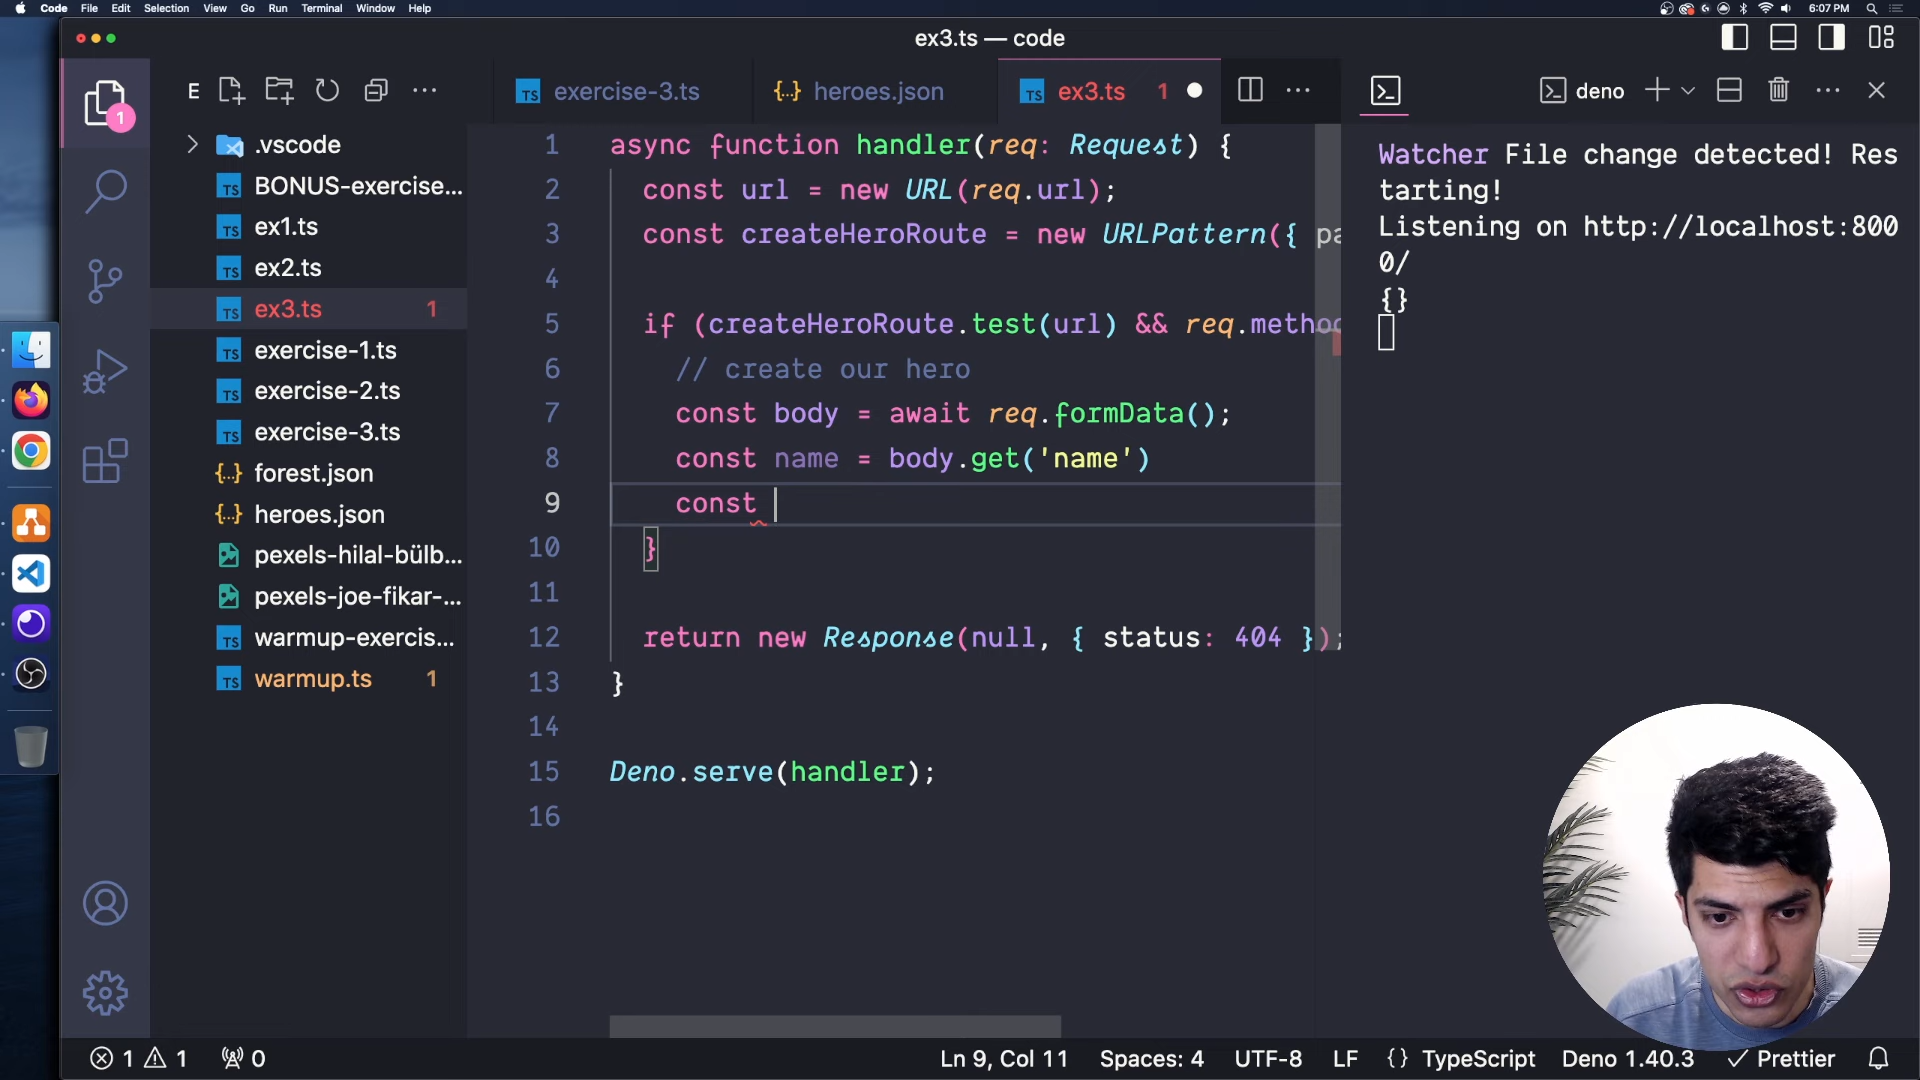 Code File Edit Selection View Go Run Terminal Window Help 6:07 PM
ex3.ts — code
E
exercise-3.ts
heroes.json
ex3.ts 1
deno
1
.vscode
BONUS-exercise...
ex1.ts
ex2.ts
ex3.ts 1
exercise-1.ts
exercise-2.ts
exercise-3.ts
forest.json
heroes.json
pexels-hilal-bülb...
pexels-joe-fikar-...
warmup-exercis...
warmup.ts 1
1 async function handler(req: Request) {
2 const url = new URL(req.url);
3 const createHeroRoute = new URLPattern({ pa
4
5 if (createHeroRoute.test(url) && req.metho
6 // create our hero
7 const body = await req.formData();
8 const name = body.get('name')
9 const
10 }
11
12 return new Response(null, { status: 404 });
13 }
14
15 Deno.serve(handler);
16
Watcher File change detected! Res
tarting!
Listening on http://localhost:800
0/
{}
1 1 0
Ln 9, Col 11 Spaces: 4 UTF-8 LF {} TypeScript Deno 1.40.3 Prettier